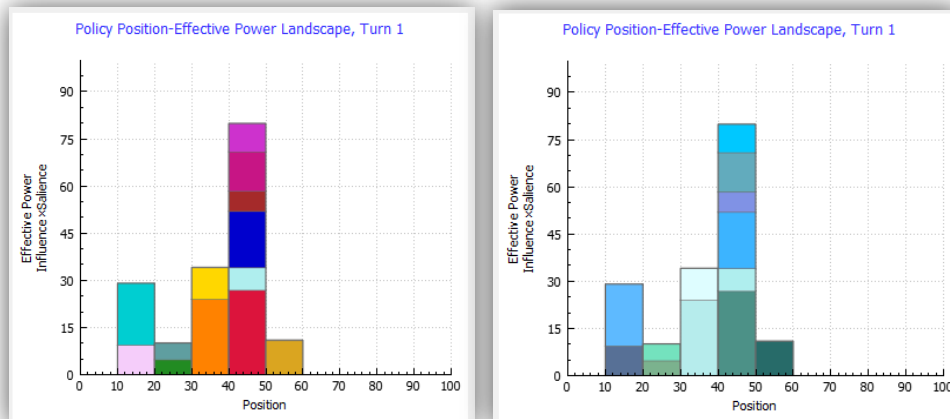 Policy Position-Effective Power Landscape, Turn 1
90
75
60
45
30
15
0
Effective Power
Influence×Salience
0 10 20 30 40 50 60 70 80 90 100
Position
Policy Position-Effective Power Landscape, Turn 1
90
75
60
45
30
15
0
Effective Power
Influence×Salience
0 10 20 30 40 50 60 70 80 90 100
Position